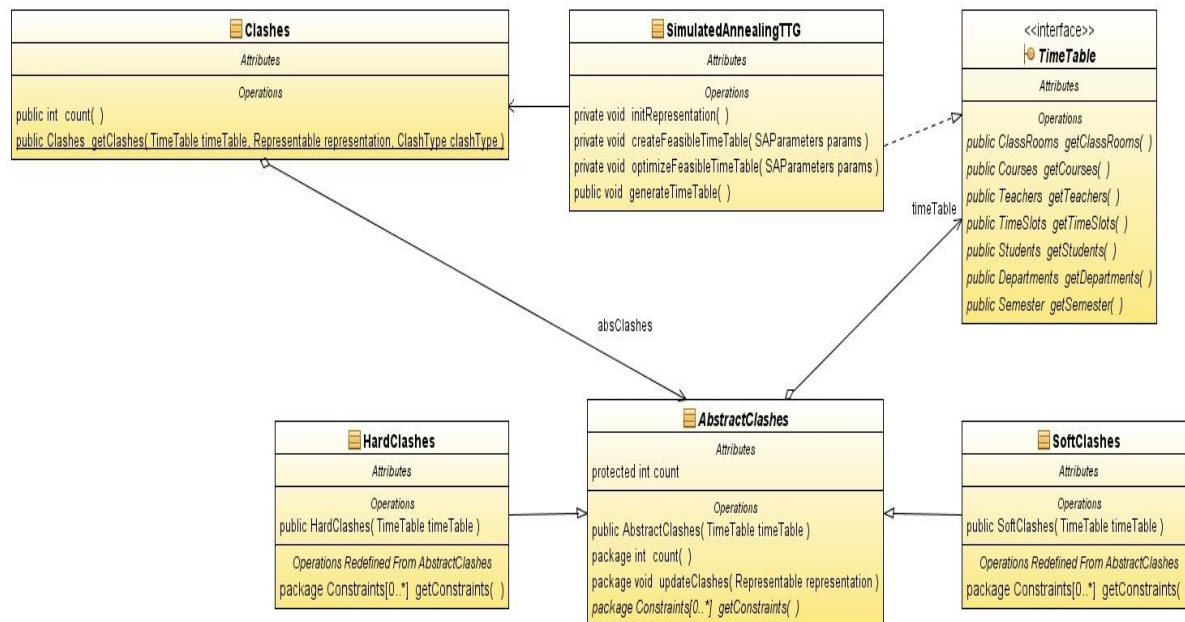 Clashes
Attributes
Operations
public int count( )
public Clashes getClashes( TimeTable timeTable, Representable representation, ClashType clashType )
SimulatedAnnealingTTG
Attributes
Operations
private void initRepresentation( )
private void createFeasibleTimeTable( SAParameters params )
private void optimizeFeasibleTimeTable( SAParameters params )
public void generateTimeTable( )
<<interface>>
TimeTable
Attributes
Operations
public ClassRooms getClassRooms( )
public Courses getCourses( )
public Teachers getTeachers( )
public TimeSlots getTimeSlots( )
public Students getStudents( )
public Departments getDepartments( )
public Semester getSemester( )
timeTable
absClashes
HardClashes
Attributes
Operations
public HardClashes( TimeTable timeTable )
Operations Redefined From AbstractClashes
package Constraints[0..*] getConstraints( )
AbstractClashes
Attributes
protected int count
Operations
public AbstractClashes( TimeTable timeTable )
package int count( )
package void updateClashes( Representable representation )
package Constraints[0..*] getConstraints( )
SoftClashes
Attributes
Operations
public SoftClashes( TimeTable timeTable )
Operations Redefined From AbstractClashes
package Constraints[0..*] getConstraints(